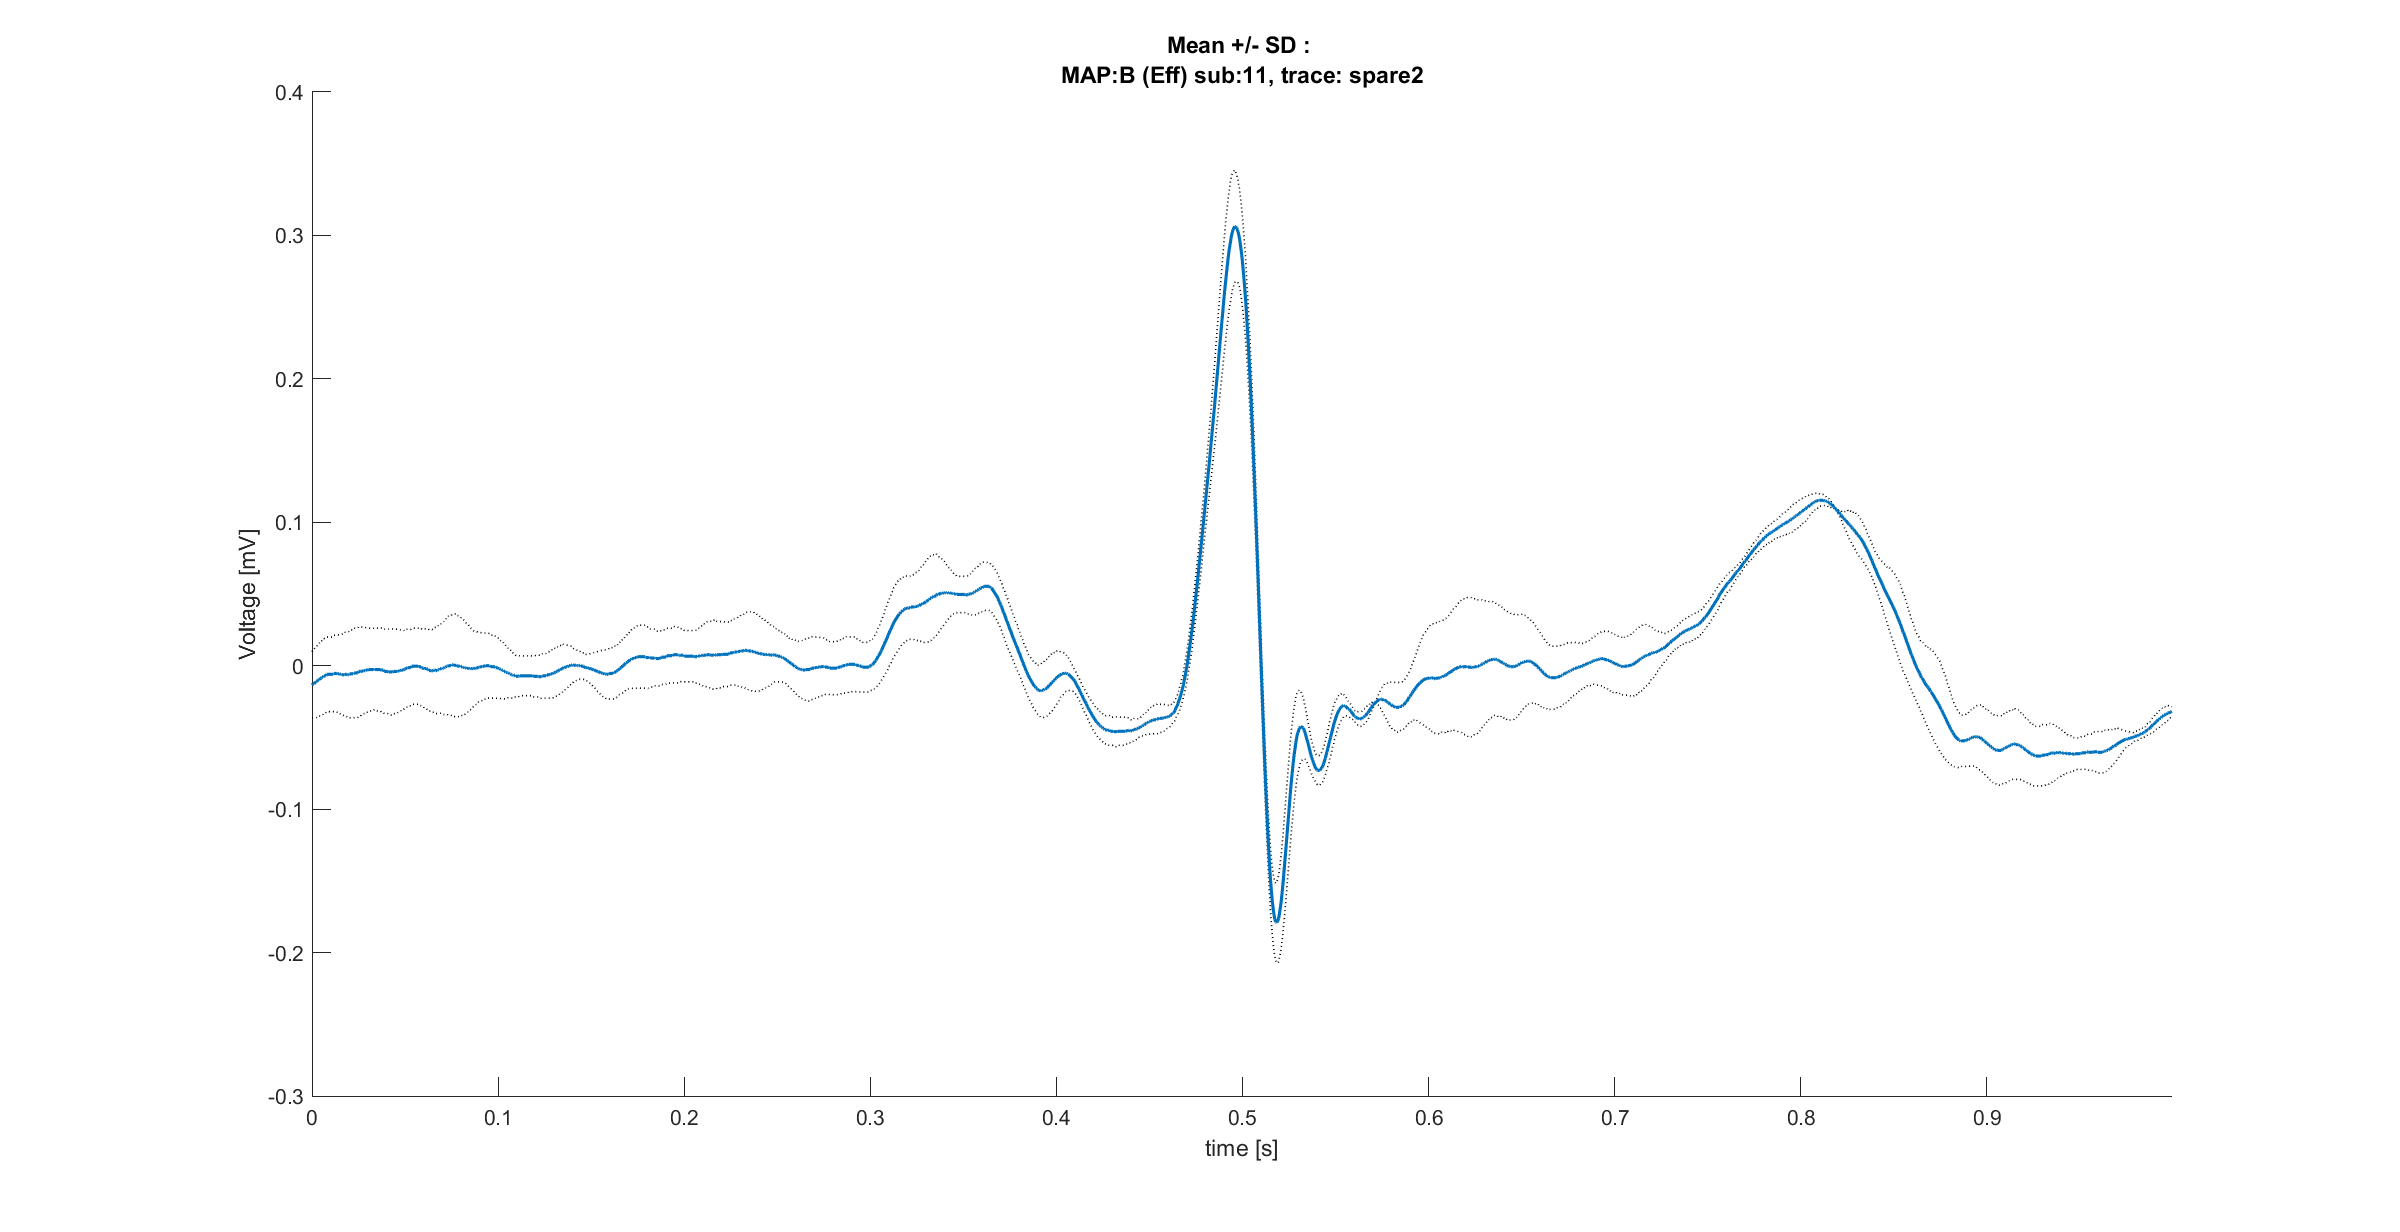 Mean +/- SD :
MAP:B (Eff) sub:11, trace: spare2
0.4
0.3
0.2
0.1
0
-0.1
-0.2
-0.3
Voltage [mV]
0 0.1 0.2 0.3 0.4 0.5 0.6 0.7 0.8 0.9
time [s]